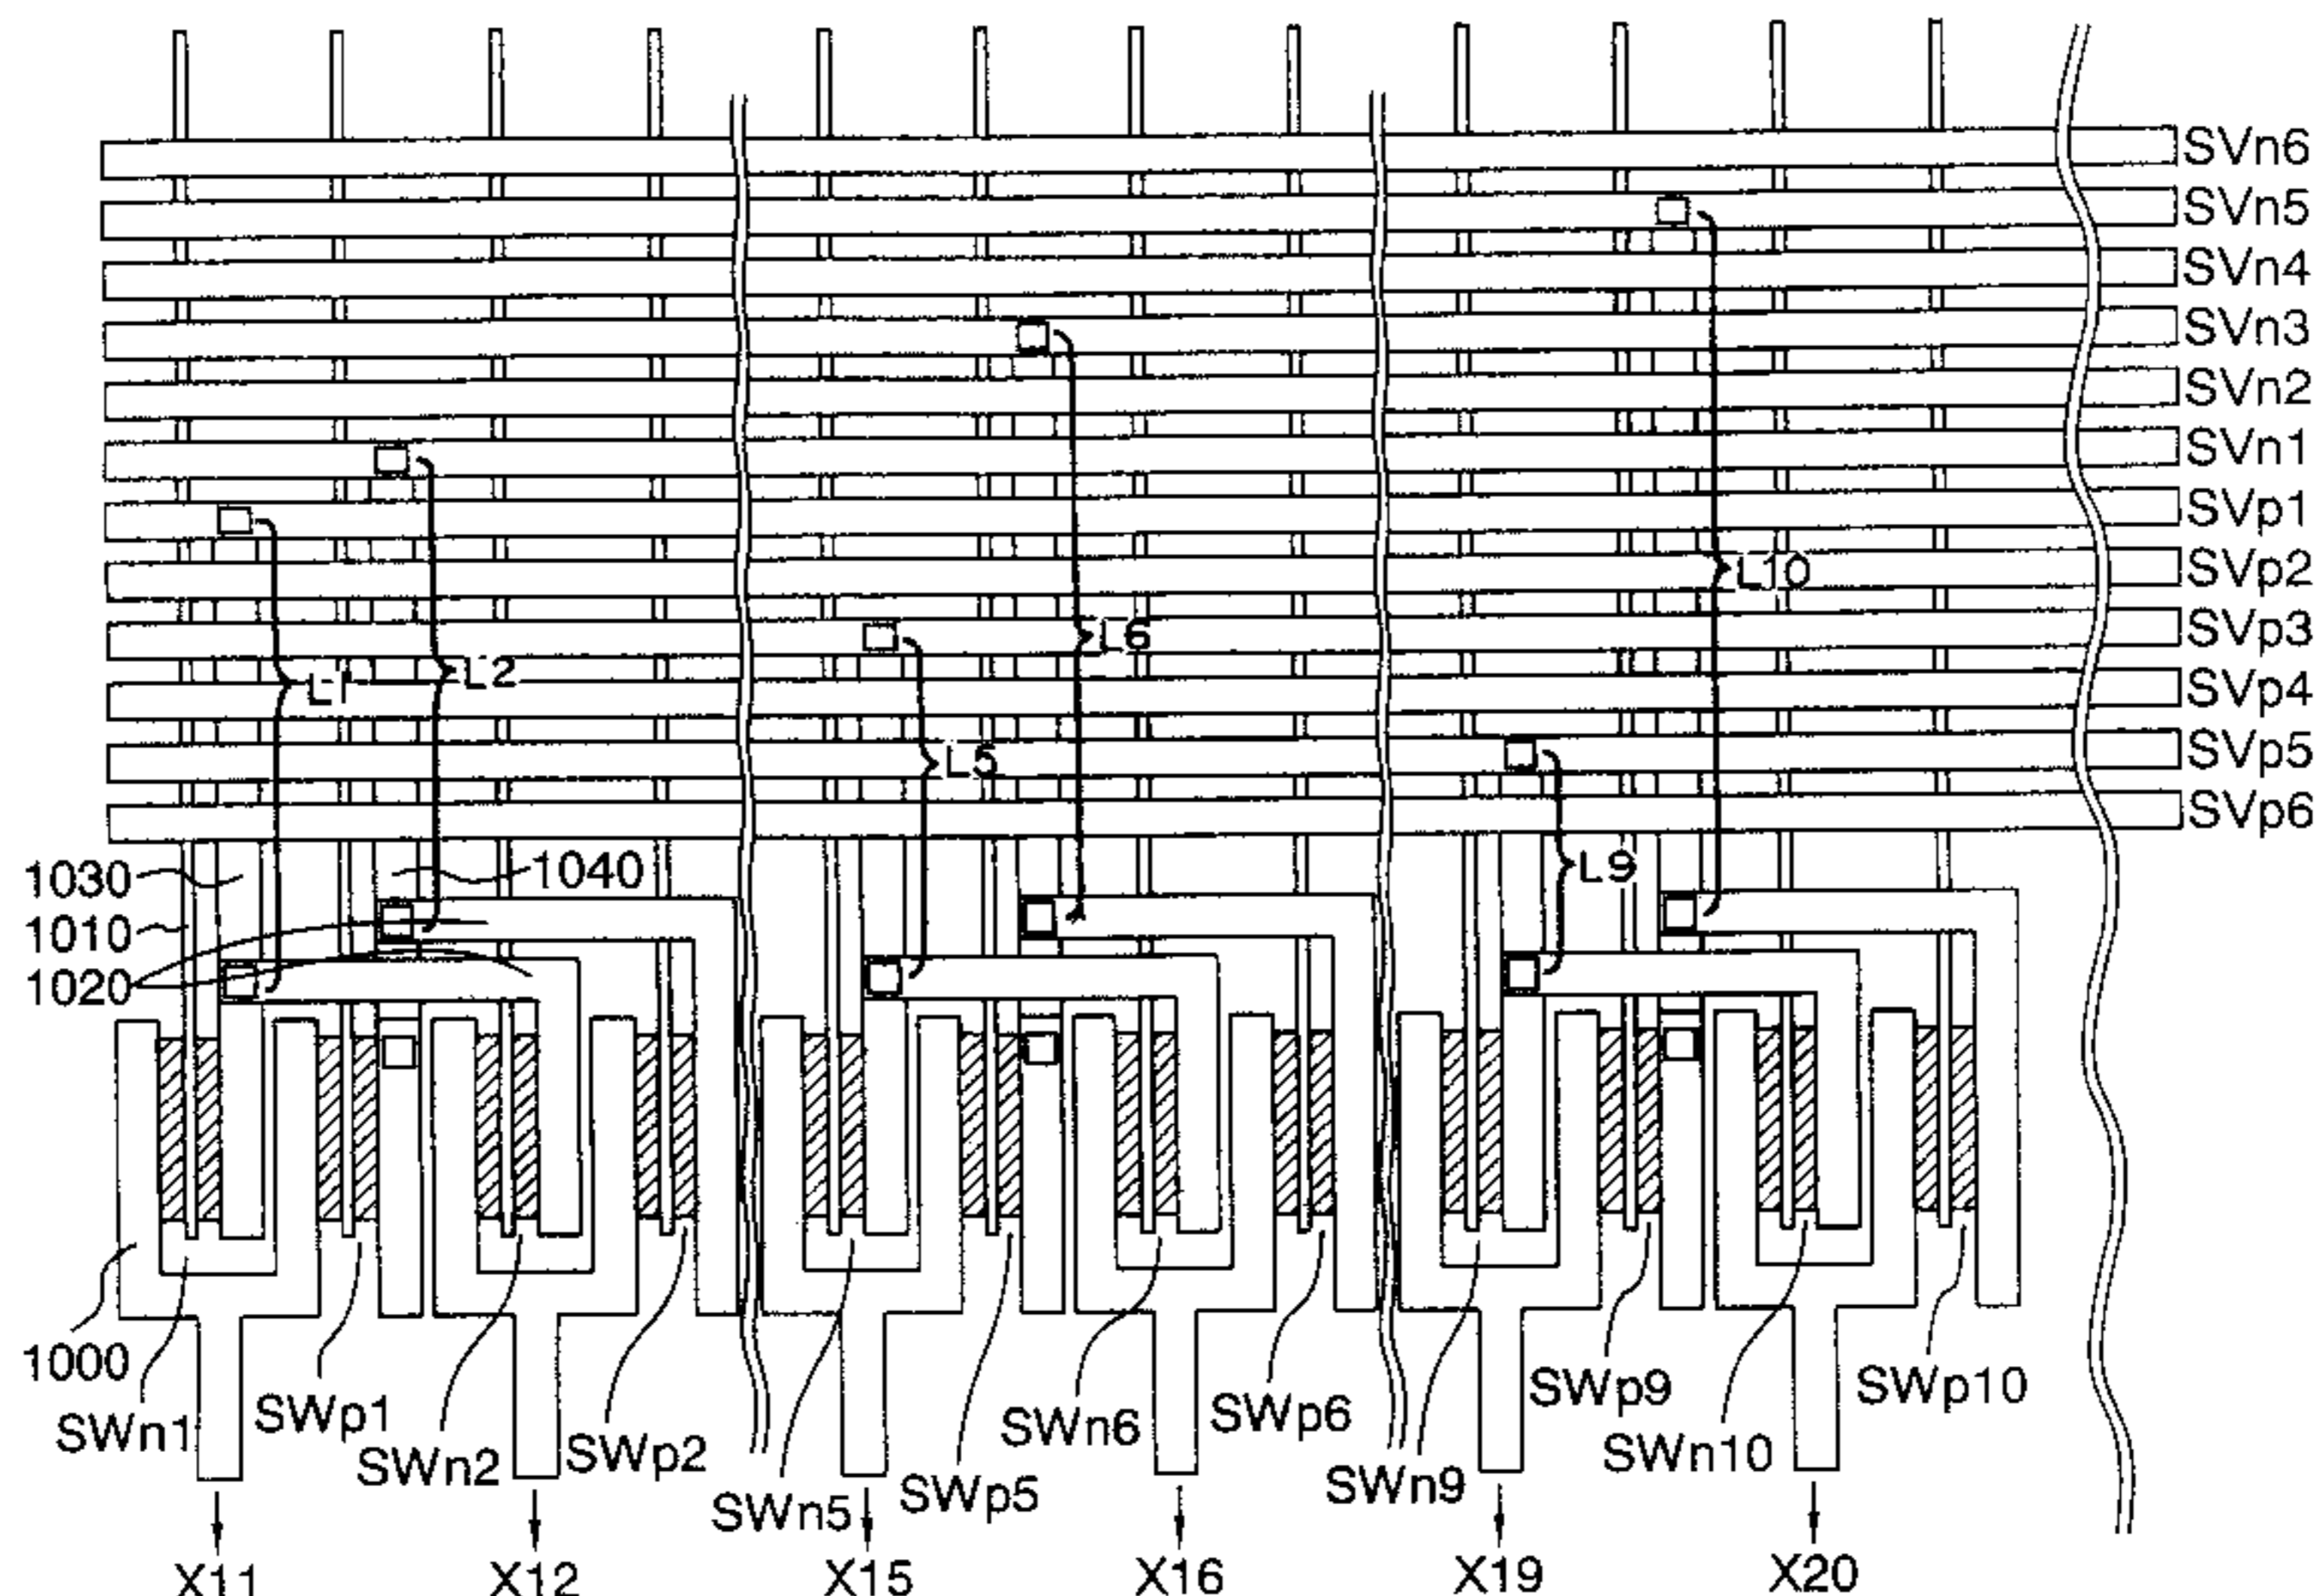 SVn6
SVn5
SVn4
SVn3
SVn2
SVn1
SVp1
SVp2
L10
SVp3
L6
L1
L2
SVp4
L5
SVp5
SVp6
1030
1040
L9
1010
1020
1000
SWn1
SWp1
SWn2
SWp2
SWn5
SWp5
SWn6
SWp6
SWn9
SWp9
SWn10
SWp10
X11
X12
X15
X16
X19
X20